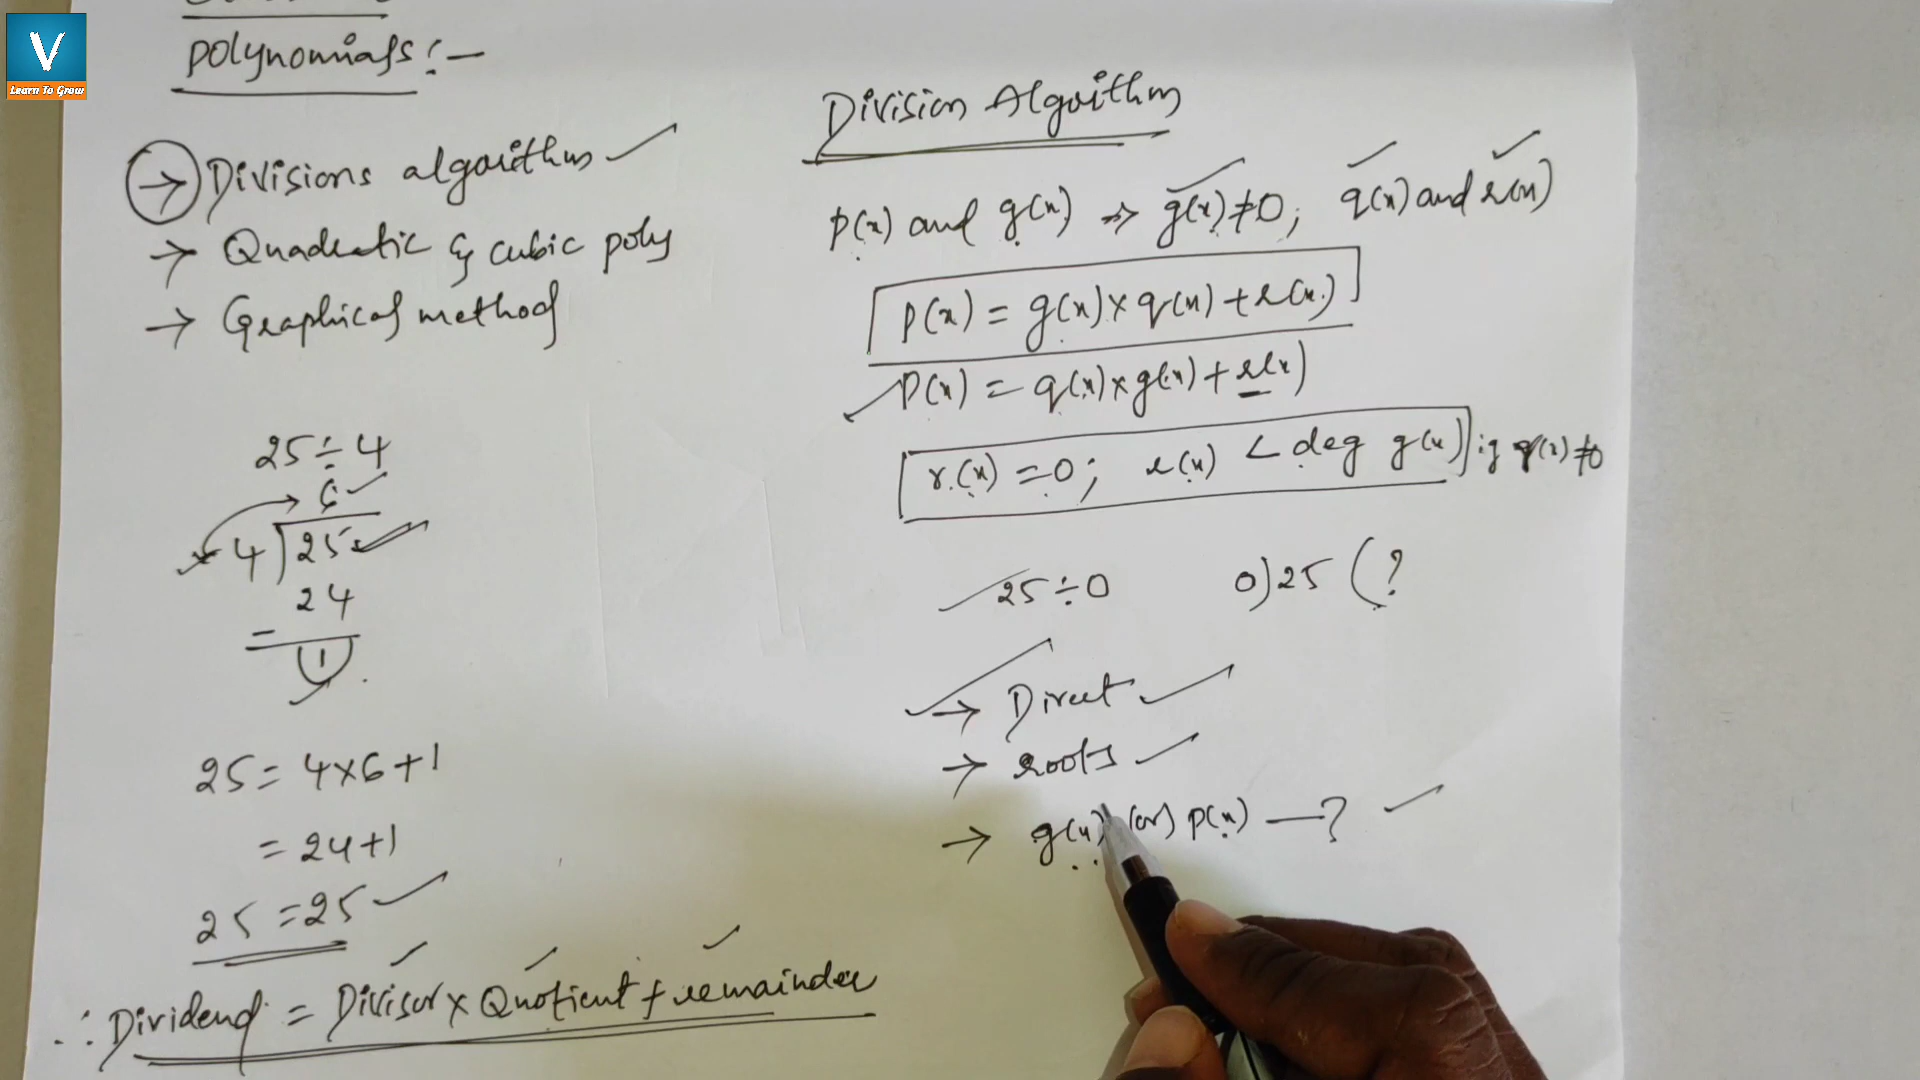 V
Learn To Grow
polynomials :-
→ Divisions algorithm ✓
→ Quadratic & cubic poly
→ Graphical method
25 ÷ 4
6 ✓
4) 25 ✓
- 24
1
25 = 4×6+1
= 24+1
25 = 25 ✓
∴ Dividend = Divisor × Quotient + remainder
Division Algorithm
p(x) and g(x) ⇒ g(x) ≠ 0; q(x) and r(x)
p(x) = g(x) × q(x) + r(x)
✓ p(x) = q(x) × g(x) + r(x)
r(x) = 0; r(x) < deg g(x) if r(x) ≠ 0
25 ÷ 0 0) 25 ( ?
→ Direct ✓
→ roots ✓
→ g(x) (or) p(x) — ? ✓